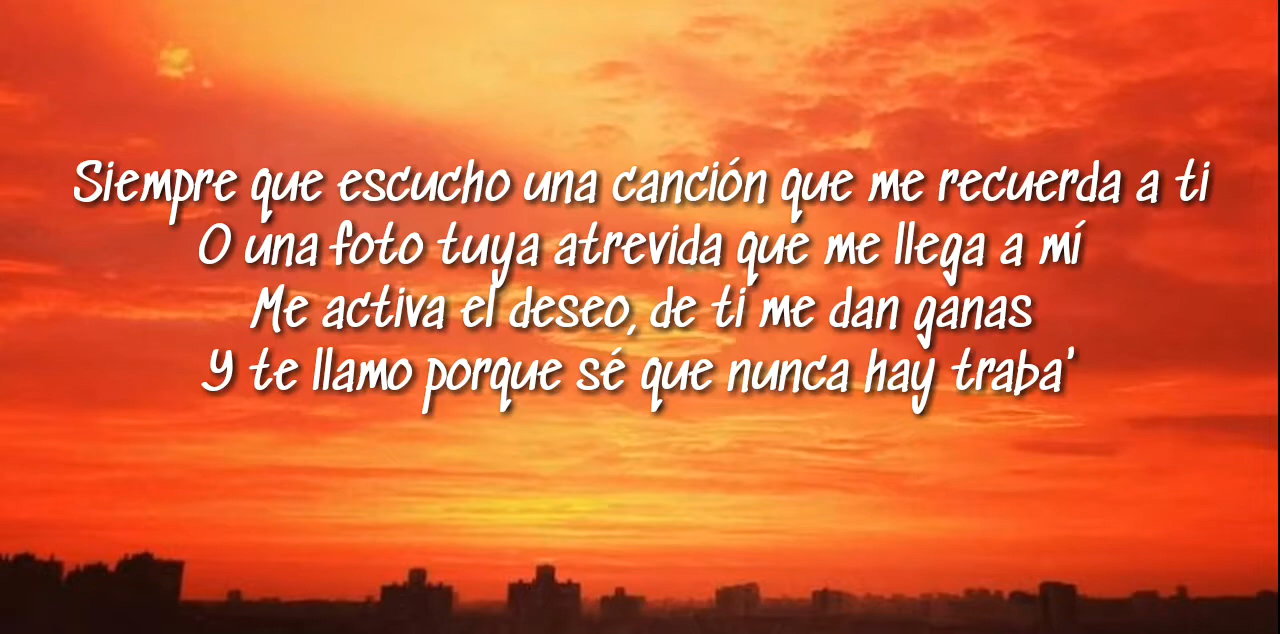 Siempre que escucho una canción que me recuerda a ti
O una foto tuya atrevida que me llega a mí
Me activa el deseo, de ti me dan ganas
Y te llamo porque sé que nunca hay traba'